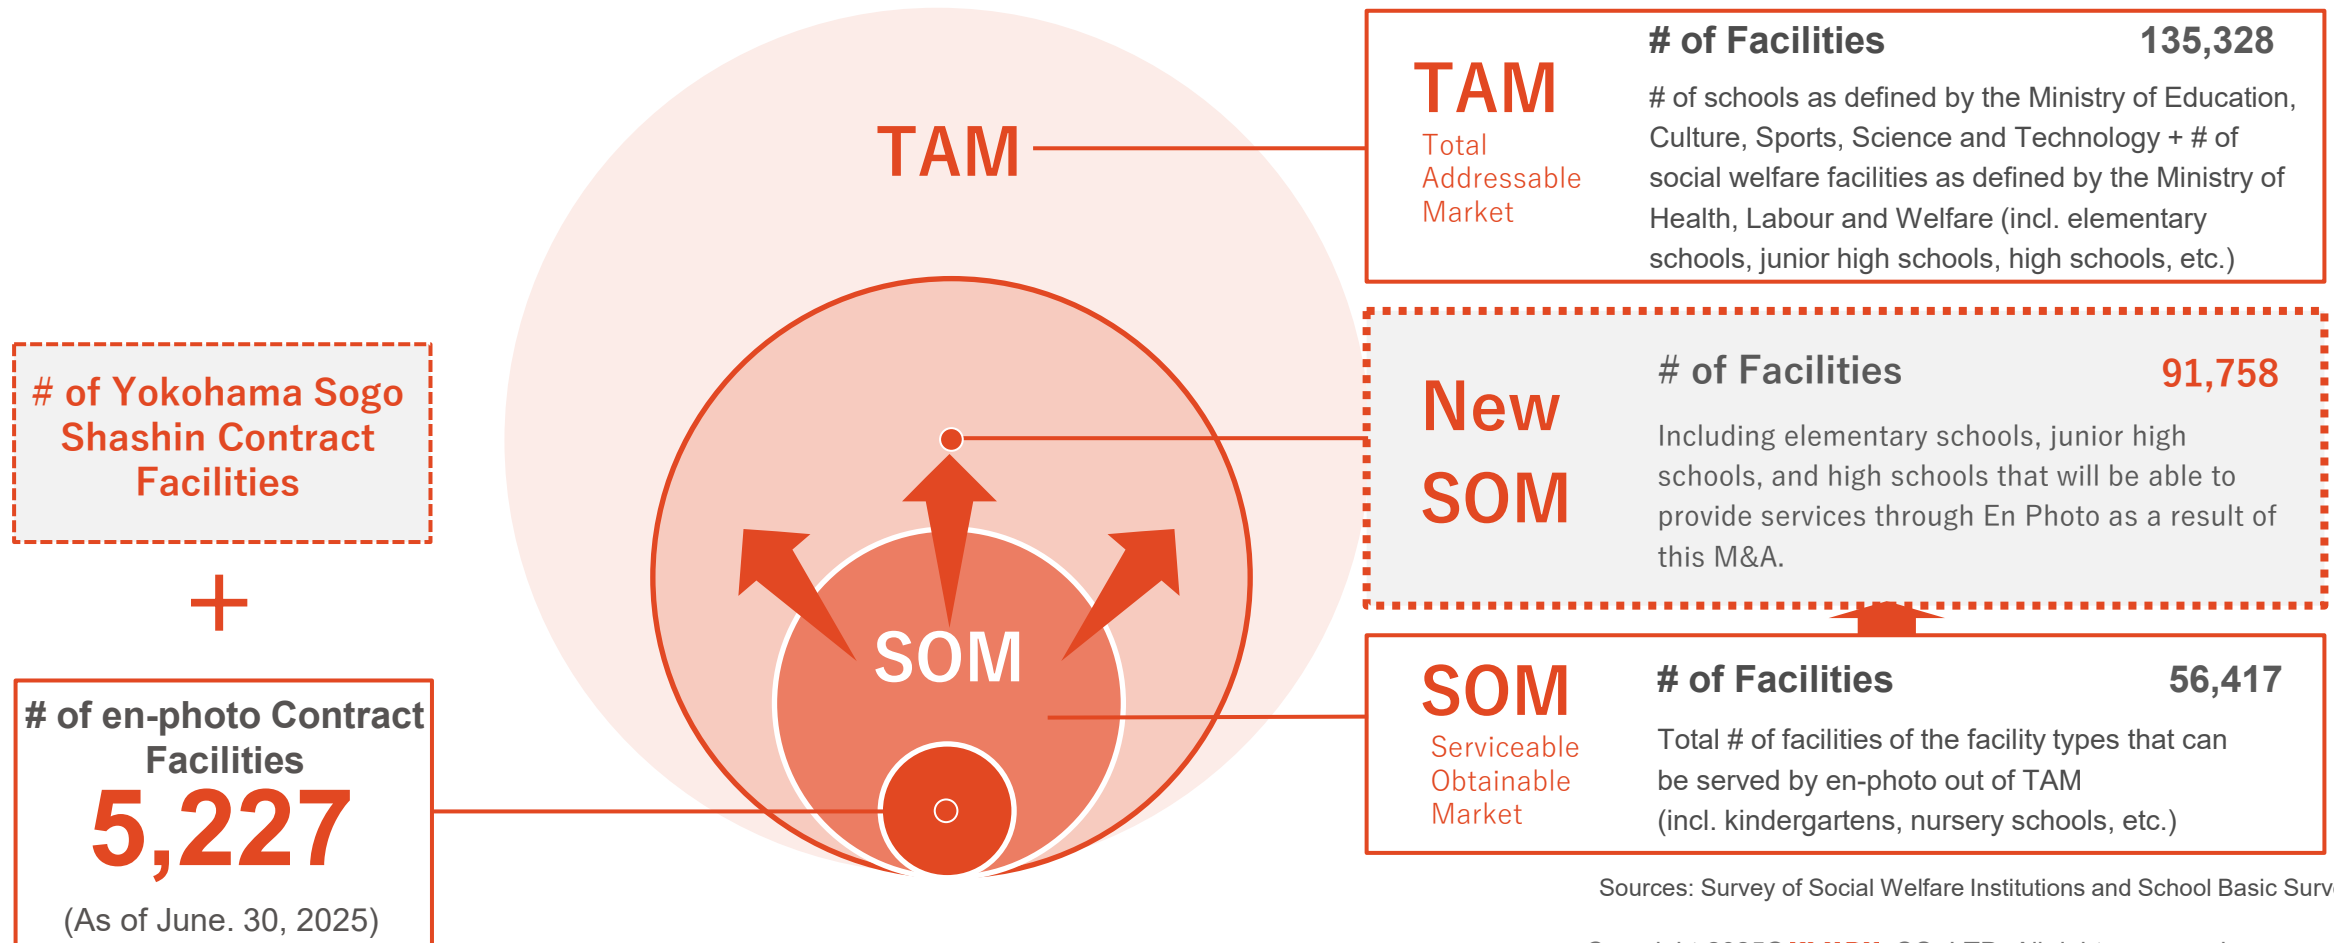 # of Yokohama Sogo
Shashin Contract
Facilities
+
# of en-photo Contract
Facilities
5,227
(As of June. 30, 2025)
TAM
SOM
TAM
Total
Addressable
Market
# of Facilities 135,328
# of schools as defined by the Ministry of Education,
Culture, Sports, Science and Technology + # of
social welfare facilities as defined by the Ministry of
Health, Labour and Welfare (incl. elementary
schools, junior high schools, high schools, etc.)
New
SOM
# of Facilities 91,758
Including elementary schools, junior high
schools, and high schools that will be able to
provide services through En Photo as a result of
this M&A.
SOM
Serviceable
Obtainable
Market
# of Facilities 56,417
Total # of facilities of the facility types that can
be served by en-photo out of TAM
(incl. kindergartens, nursery schools, etc.)
Sources: Survey of Social Welfare Institutions and School Basic